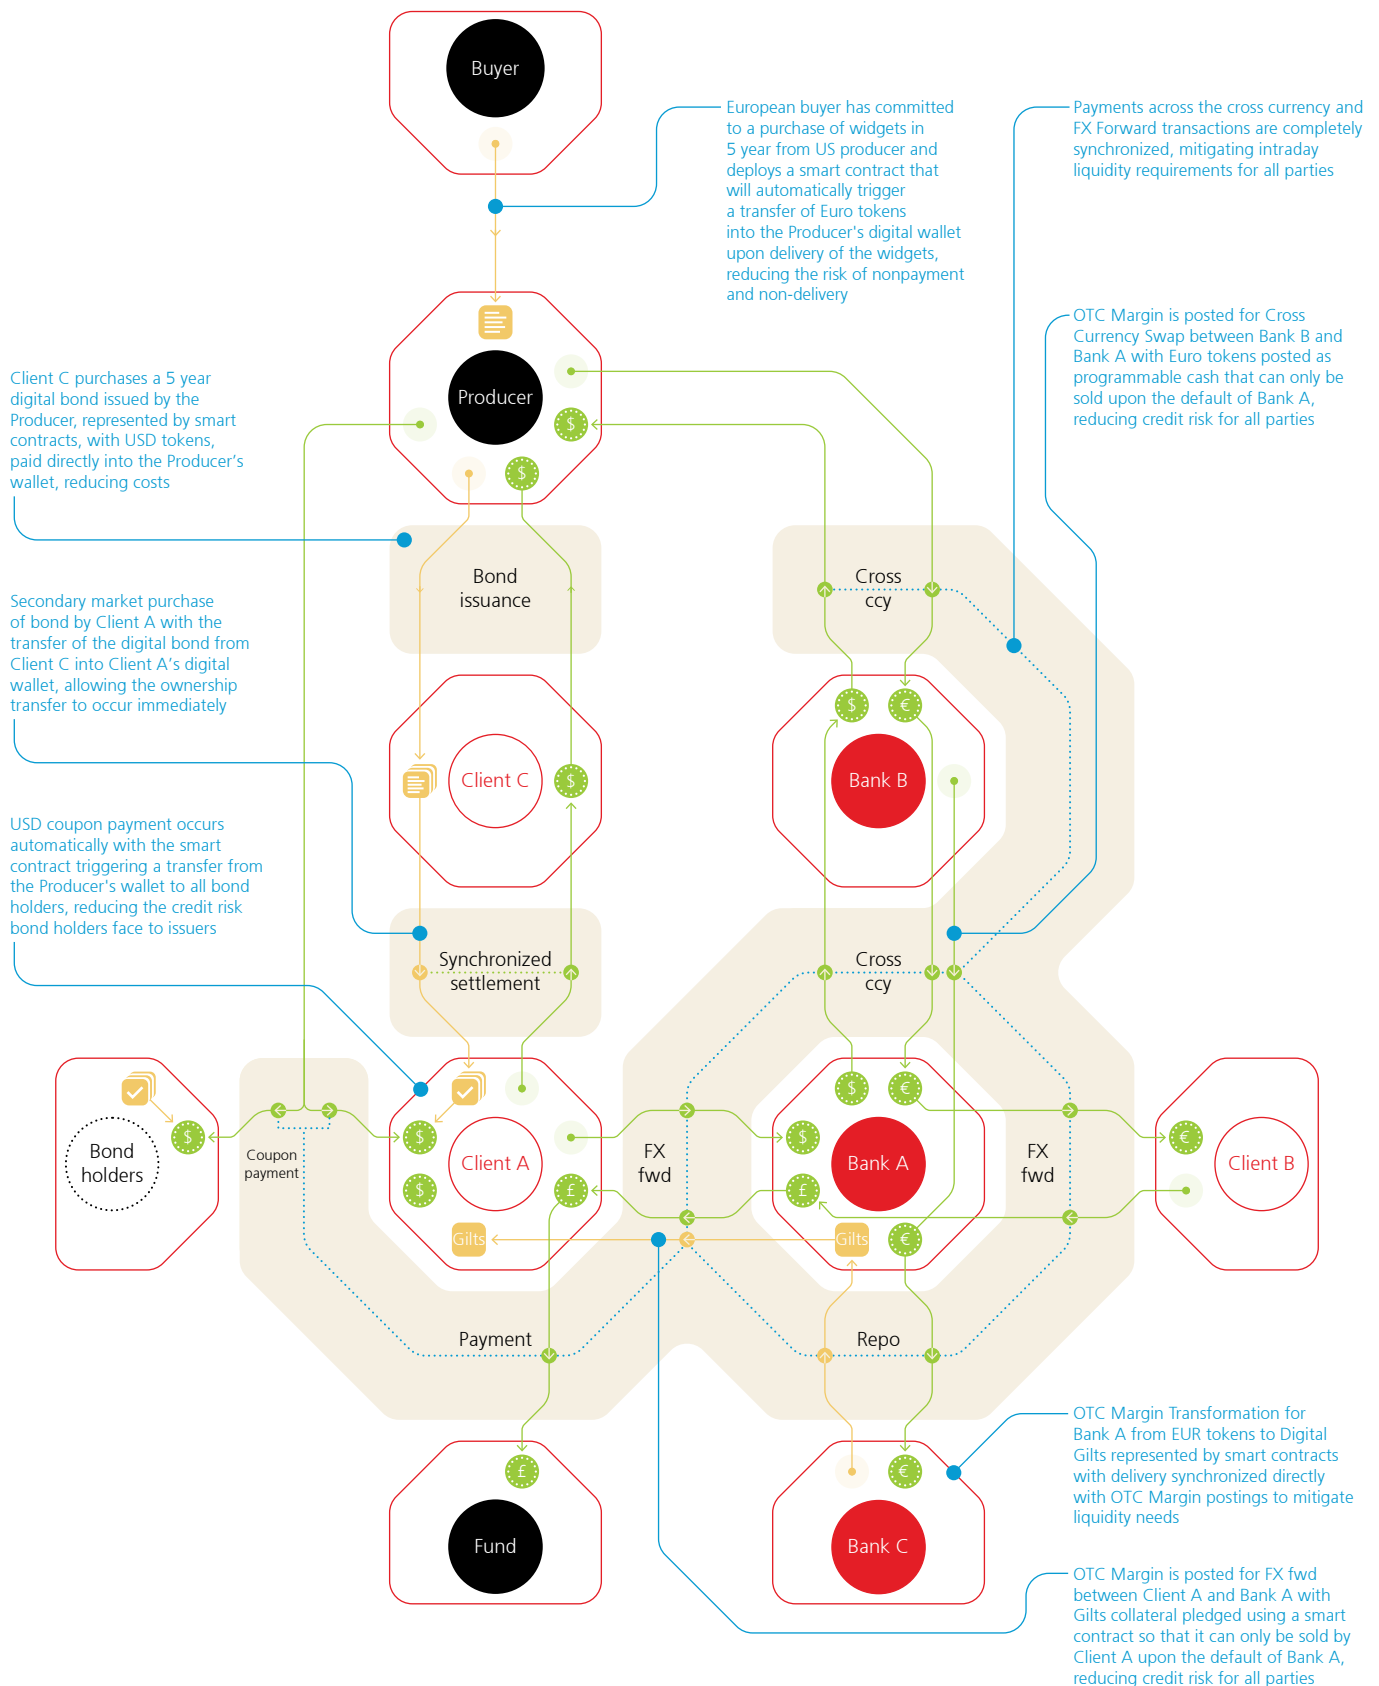 Buyer
European buyer has committed
to a purchase of widgets in
5 year from US producer and
deploys a smart contract that
will automatically trigger
a transfer of Euro tokens
into the Producer's digital wallet
upon delivery of the widgets,
reducing the risk of nonpayment
and non-delivery
Payments across the cross currency and
FX Forward transactions are completely
synchronized, mitigating intraday
liquidity requirements for all parties
OTC Margin is posted for Cross
Currency Swap between Bank B and
Bank A with Euro tokens posted as
programmable cash that can only be
sold upon the default of Bank A,
reducing credit risk for all parties
Client C purchases a 5 year
digital bond issued by the
Producer, represented by smart
contracts, with USD tokens,
paid directly into the Producer’s
wallet, reducing costs
Producer
$
$
Bond
issuance
Cross
ccy
Secondary market purchase
of bond by Client A with the
transfer of the digital bond from
Client C into Client A’s digital
wallet, allowing the ownership
transfer to occur immediately
$
€
Client C
$
Bank B
USD coupon payment occurs
automatically with the smart
contract triggering a transfer from
the Producer's wallet to all bond
holders, reducing the credit risk
bond holders face to issuers
Synchronized
settlement
Cross
ccy
$
€
Bond
holders
$
Coupon
payment
$
$
Client A
£
Gilts
FX
fwd
$
£
Bank A
Gilts
€
FX
fwd
€
Client B
Payment
Repo
£
Fund
€
Bank C
OTC Margin Transformation for
Bank A from EUR tokens to Digital
Gilts represented by smart contracts
with delivery synchronized directly
with OTC Margin postings to mitigate
liquidity needs
OTC Margin is posted for FX fwd
between Client A and Bank A with
Gilts collateral pledged using a smart
contract so that it can only be sold by
Client A upon the default of Bank A,
reducing credit risk for all parties